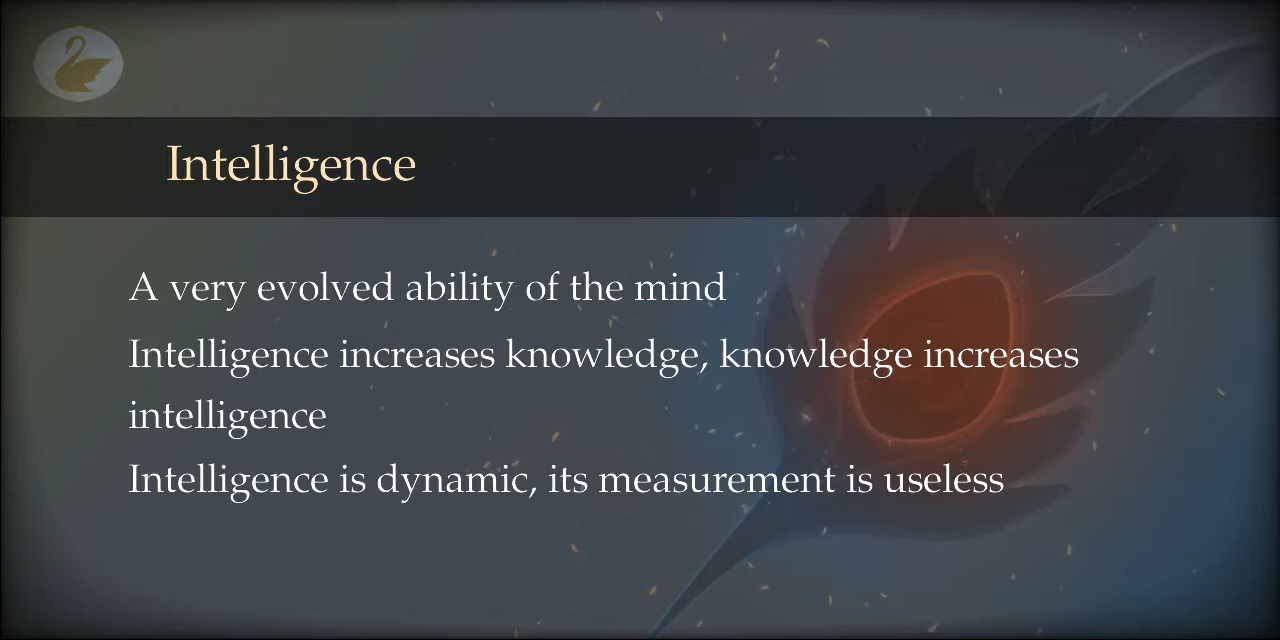 Intelligence
A very evolved ability of the mind
Intelligence increases knowledge, knowledge increases
intelligence
Intelligence is dynamic, its measurement is useless